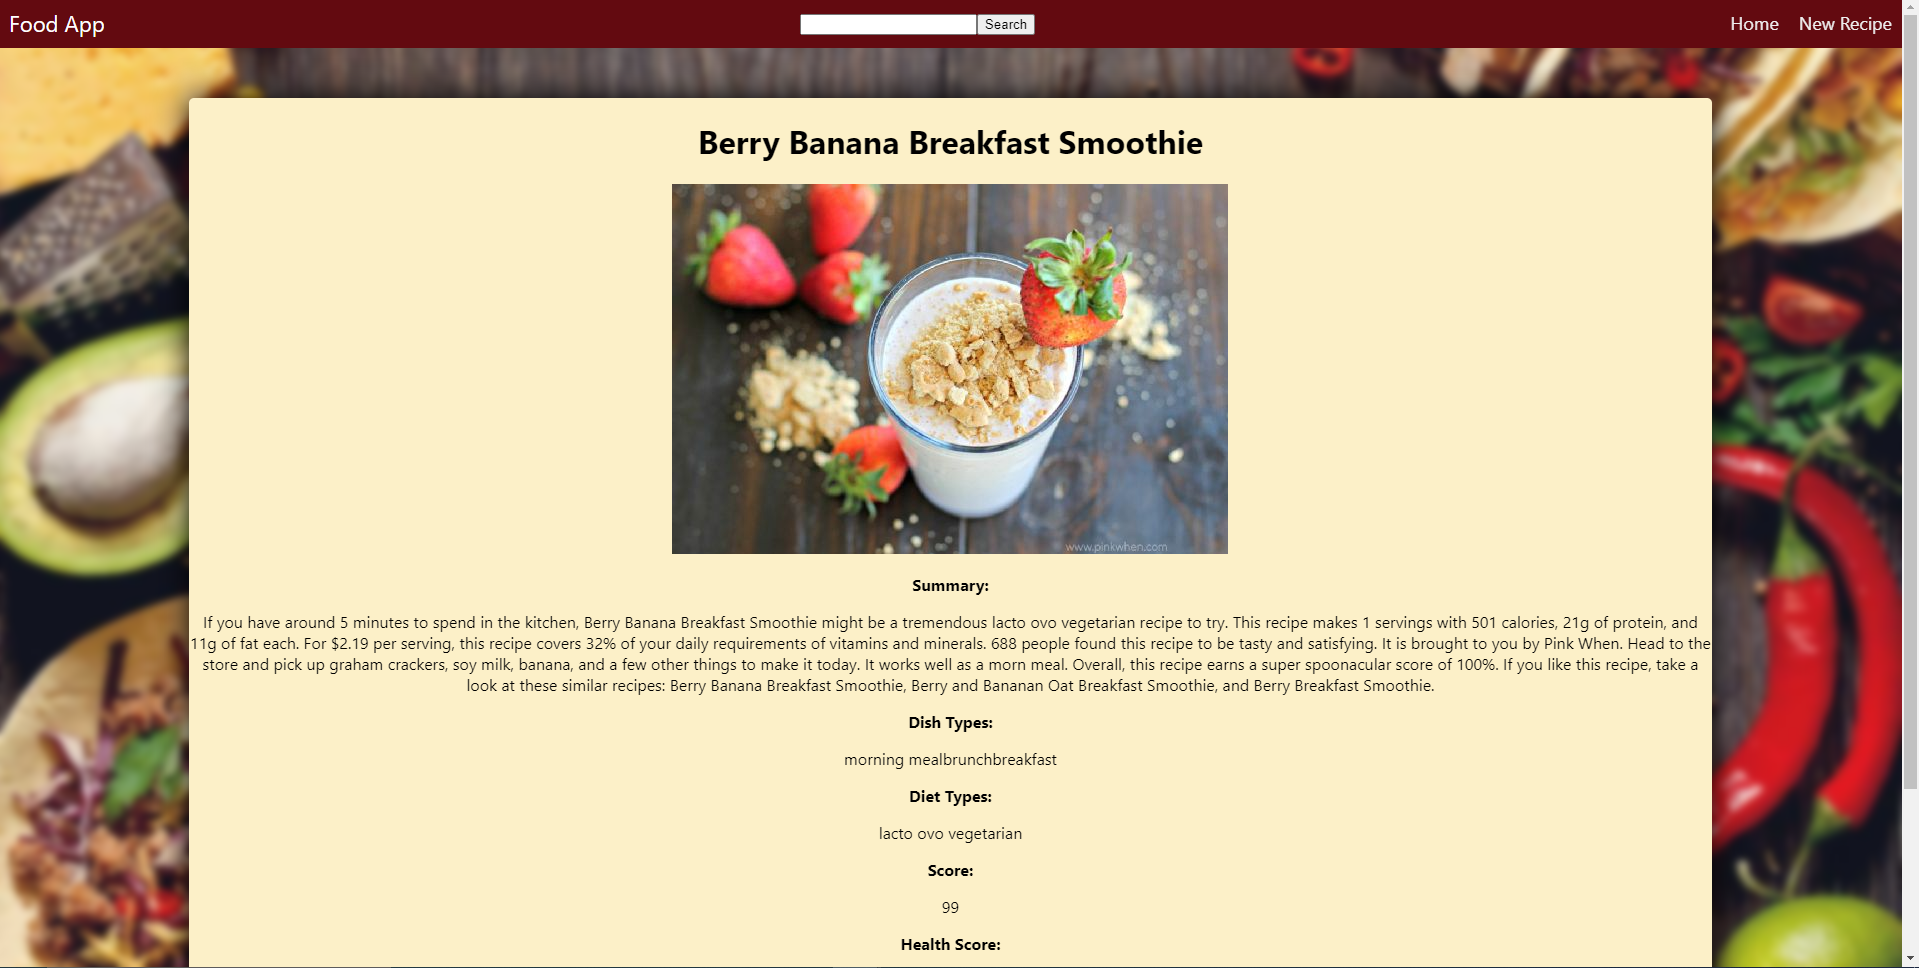 Food App
Search
Home
New Recipe
Berry Banana Breakfast Smoothie
www.pinkwhen.com
Summary:
If you have around 5 minutes to spend in the kitchen, Berry Banana Breakfast Smoothie might be a tremendous lacto ovo vegetarian recipe to try. This recipe makes 1 servings with 501 calories, 21g of protein, and
11g of fat each. For $2.19 per serving, this recipe covers 32% of your daily requirements of vitamins and minerals. 688 people found this recipe to be tasty and satisfying. It is brought to you by Pink When. Head to the
store and pick up graham crackers, soy milk, banana, and a few other things to make it today. It works well as a morn meal. Overall, this recipe earns a super spoonacular score of 100%. If you like this recipe, take a
look at these similar recipes: Berry Banana Breakfast Smoothie, Berry and Bananan Oat Breakfast Smoothie, and Berry Breakfast Smoothie.
Dish Types:
morning mealbrunchbreakfast
Diet Types:
lacto ovo vegetarian
Score:
99
Health Score: